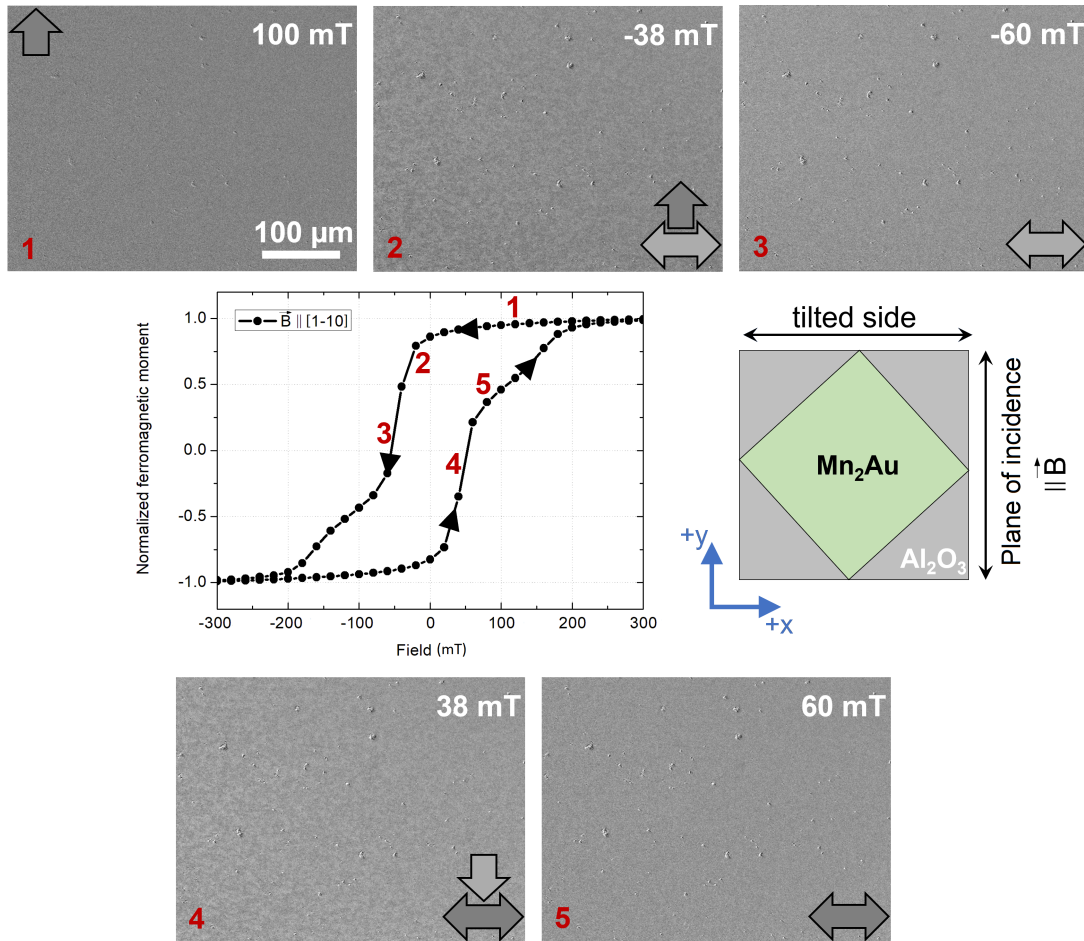 100 mT
1
100 µm
-38 mT
2
-60 mT
3
Normalized ferromagnetic moment
1.0
0.5
0.0
-0.5
-1.0
B || [1-10]
1
2
3
4
5
-300
-200
-100
0
100
200
300
Field (mT)
tilted side
Mn₂Au
Al₂O₃
Plane of incidence
|| B
+y
+x
38 mT
4
60 mT
5